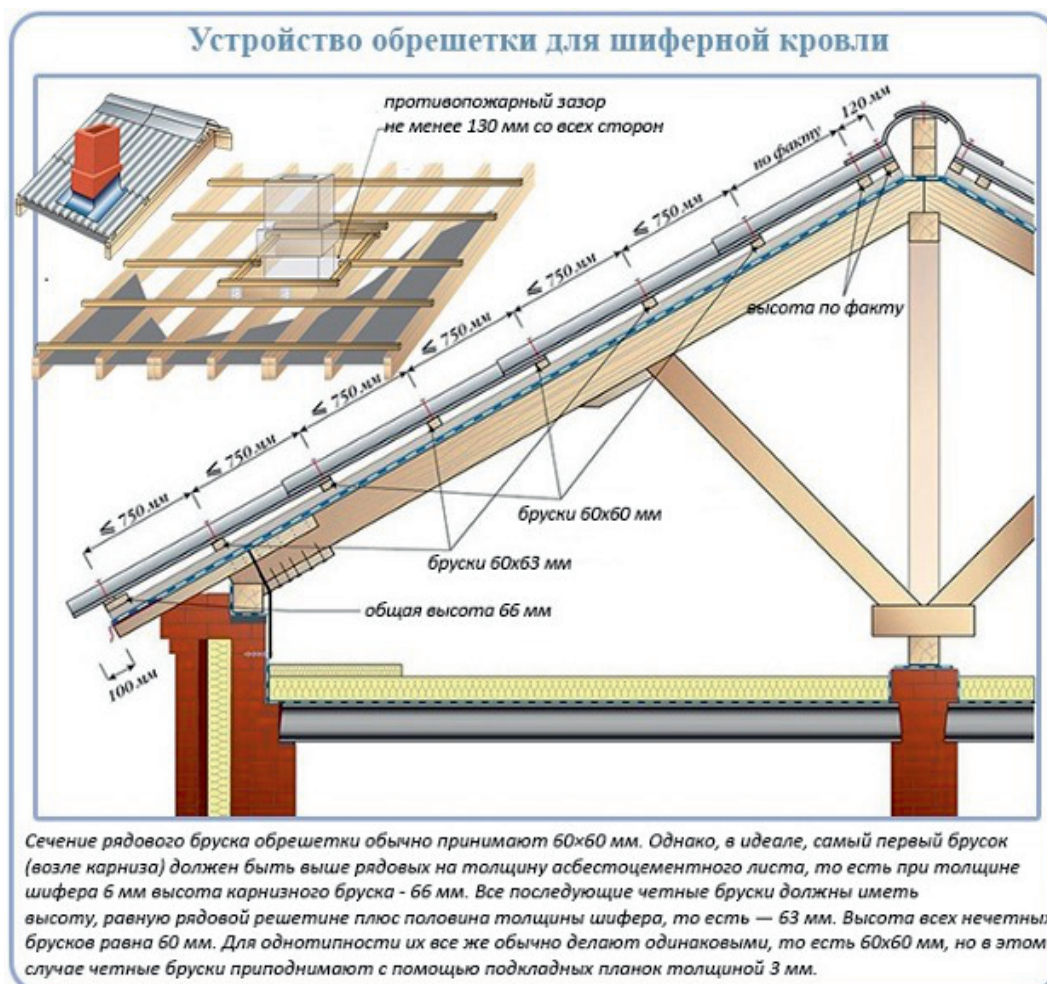 Устройство обрешетки для шиферной кровли
противопожарный зазор
не менее 130 мм со всех сторон
120 мм
по факту
⩽ 750 мм
⩽ 750 мм
⩽ 750 мм
⩽ 750 мм
⩽ 750 мм
⩽ 750 мм
высота по факту
бруски 60х60 мм
бруски 60х63 мм
общая высота 66 мм
100 мм
Сечение рядового бруска обрешетки обычно принимают 60×60 мм. Однако, в идеале, самый первый брусок
(возле карниза) должен быть выше рядовых на толщину асбестоцементного листа, то есть при толщине
шифера 6 мм высота карнизного бруска - 66 мм. Все последующие четные бруски должны иметь
высоту, равную рядовой решетине плюс половина толщины шифера, то есть — 63 мм. Высота всех нечетных
брусков равна 60 мм. Для однотипности их все же обычно делают одинаковыми, то есть 60х60 мм, но в этом
случае четные бруски приподнимают с помощью подкладных планок толщиной 3 мм.